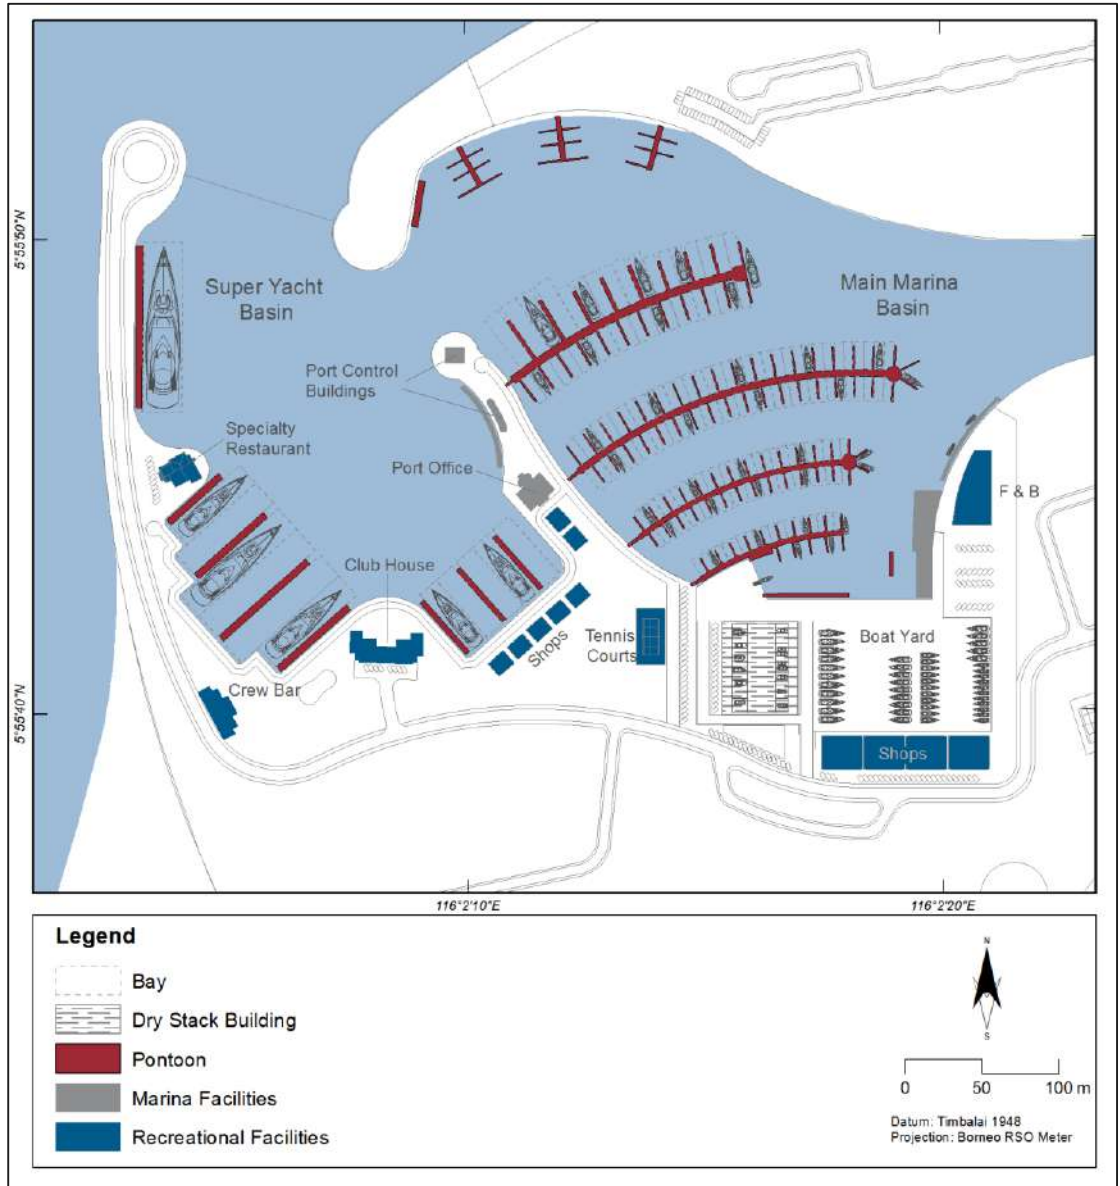 5°55'50"N
5°55'40"N
Super Yacht
Basin
Main Marina
Basin
Port Control
Buildings
Specialty
Restaurant
Port Office
F & B
Club House
Shops
Tennis
Courts
Boat Yard
Crew Bar
Shops
116°2'10"E
116°2'20"E
Legend
Bay
Dry Stack Building
Pontoon
Marina Facilities
Recreational Facilities
N
S
0 50 100 m
Datum: Timbalai 1948
Projection: Borneo RSO Meter